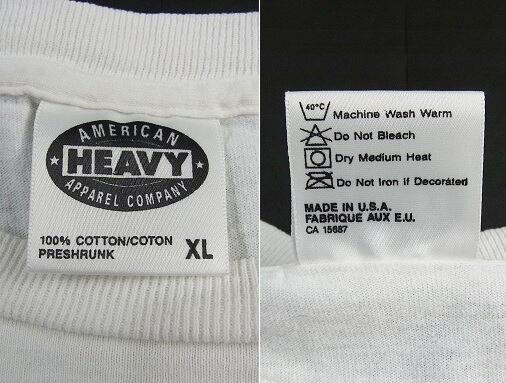 AMERICAN
HEAVY
APPAREL COMPANY
100% COTTON/COTON
PRESHRUNK
XL
40°C
Machine Wash Warm
Do Not Bleach
Dry Medium Heat
Do Not Iron if Decorated
MADE IN U.S.A.
FABRIQUE AUX E.U.
CA 15687